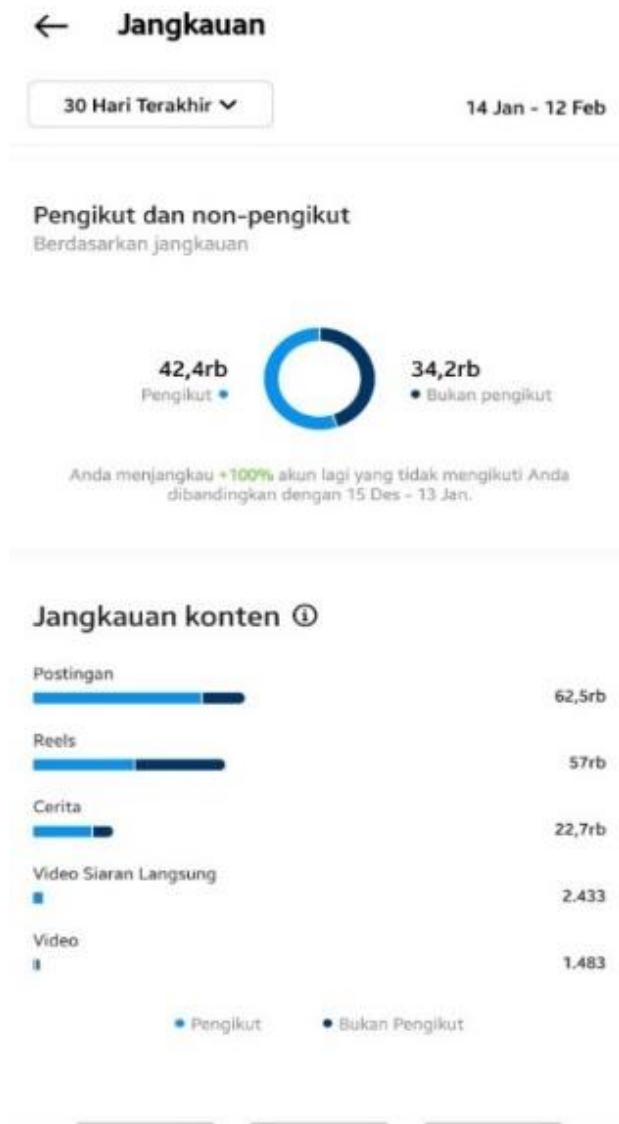 Jangkauan
30 Hari Terakhir
14 Jan - 12 Feb
Pengikut dan non-pengikut
Berdasarkan jangkauan
42,4rb
Pengikut
34,2rb
Bukan pengikut
Anda menjangkau +100% akun lagi yang tidak mengikuti Anda
dibandingkan dengan 15 Des - 13 Jan.
Jangkauan konten
Postingan
62,5rb
Reels
57rb
Cerita
22,7rb
Video Siaran Langsung
2.433
Video
1.483
Pengikut
Bukan Pengikut